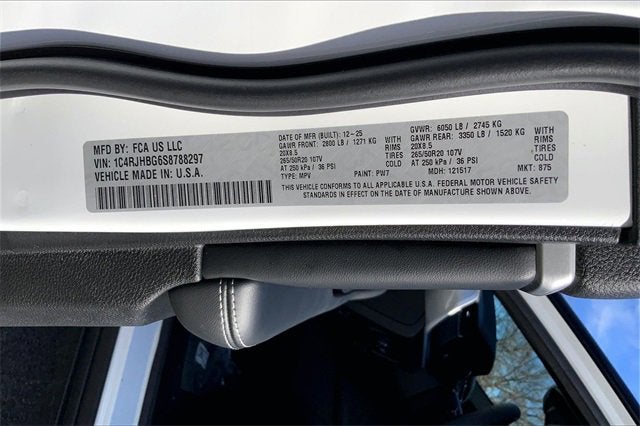 MFD BY: FCA US LLC
VIN: 1C4RJHBG6S8788297
VEHICLE MADE IN U.S.A.
DATE OF MFR (BUILT): 12-25 GVWR: 6050 LB / 2745 KG
GAWR FRONT: 2800 LB / 1271 KG WITH GAWR REAR: 3350 LB / 1520 KG WITH
20X8.5 RIMS 20X8.5 RIMS
265/50R20 107V TIRES 265/50R20 107V TIRES
AT 250 kPa / 36 PSI COLD AT 250 kPa / 36 PSI COLD
TYPE: MPV PAINT: PW7 MDH: 121517 MKT: 875
THIS VEHICLE CONFORMS TO ALL APPLICABLE U.S.A. FEDERAL MOTOR VEHICLE SAFETY
STANDARDS IN EFFECT ON THE DATE OF MANUFACTURE SHOWN ABOVE.